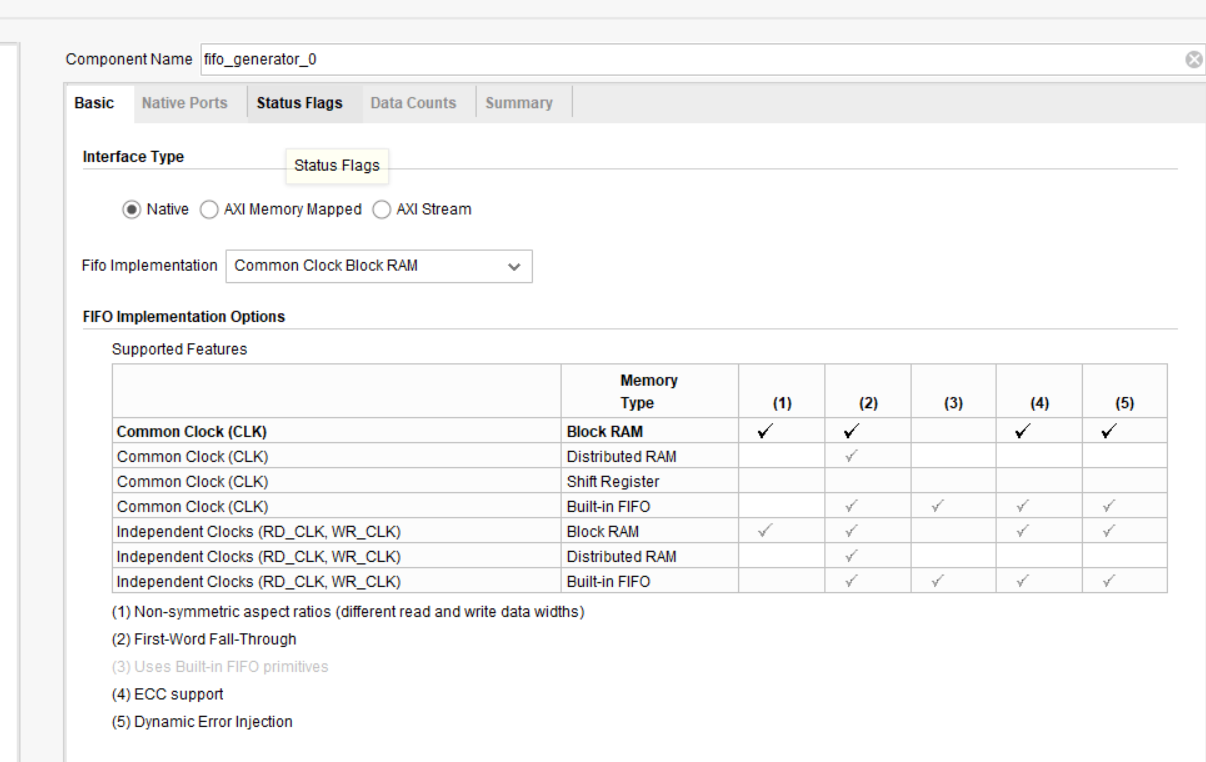 Component Name fifo_generator_0
Basic Native Ports Status Flags Data Counts Summary
Interface Type
Status Flags
Native AXI Memory Mapped AXI Stream
Fifo Implementation Common Clock Block RAM
FIFO Implementation Options
Supported Features
Memory Type (1) (2) (3) (4) (5)
Common Clock (CLK) Block RAM ✓ ✓ ✓ ✓
Common Clock (CLK) Distributed RAM ✓
Common Clock (CLK) Shift Register
Common Clock (CLK) Built-in FIFO ✓ ✓ ✓ ✓
Independent Clocks (RD_CLK, WR_CLK) Block RAM ✓ ✓ ✓ ✓
Independent Clocks (RD_CLK, WR_CLK) Distributed RAM ✓
Independent Clocks (RD_CLK, WR_CLK) Built-in FIFO ✓ ✓ ✓ ✓
(1) Non-symmetric aspect ratios (different read and write data widths)
(2) First-Word Fall-Through
(3) Uses Built-in FIFO primitives
(4) ECC support
(5) Dynamic Error Injection